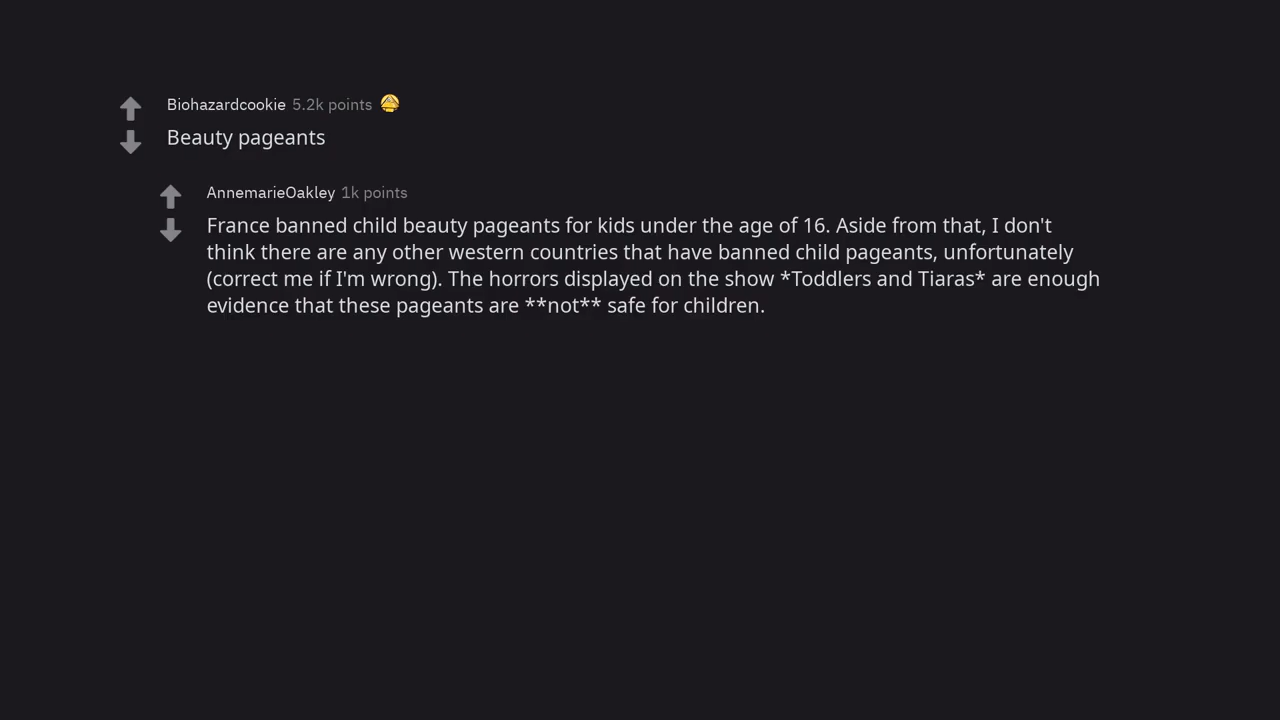 Biohazardcookie 5.2k points
Beauty pageants
AnnemarieOakley 1k points
France banned child beauty pageants for kids under the age of 16. Aside from that, I don't
think there are any other western countries that have banned child pageants, unfortunately
(correct me if I'm wrong). The horrors displayed on the show *Toddlers and Tiaras* are enough
evidence that these pageants are **not** safe for children.